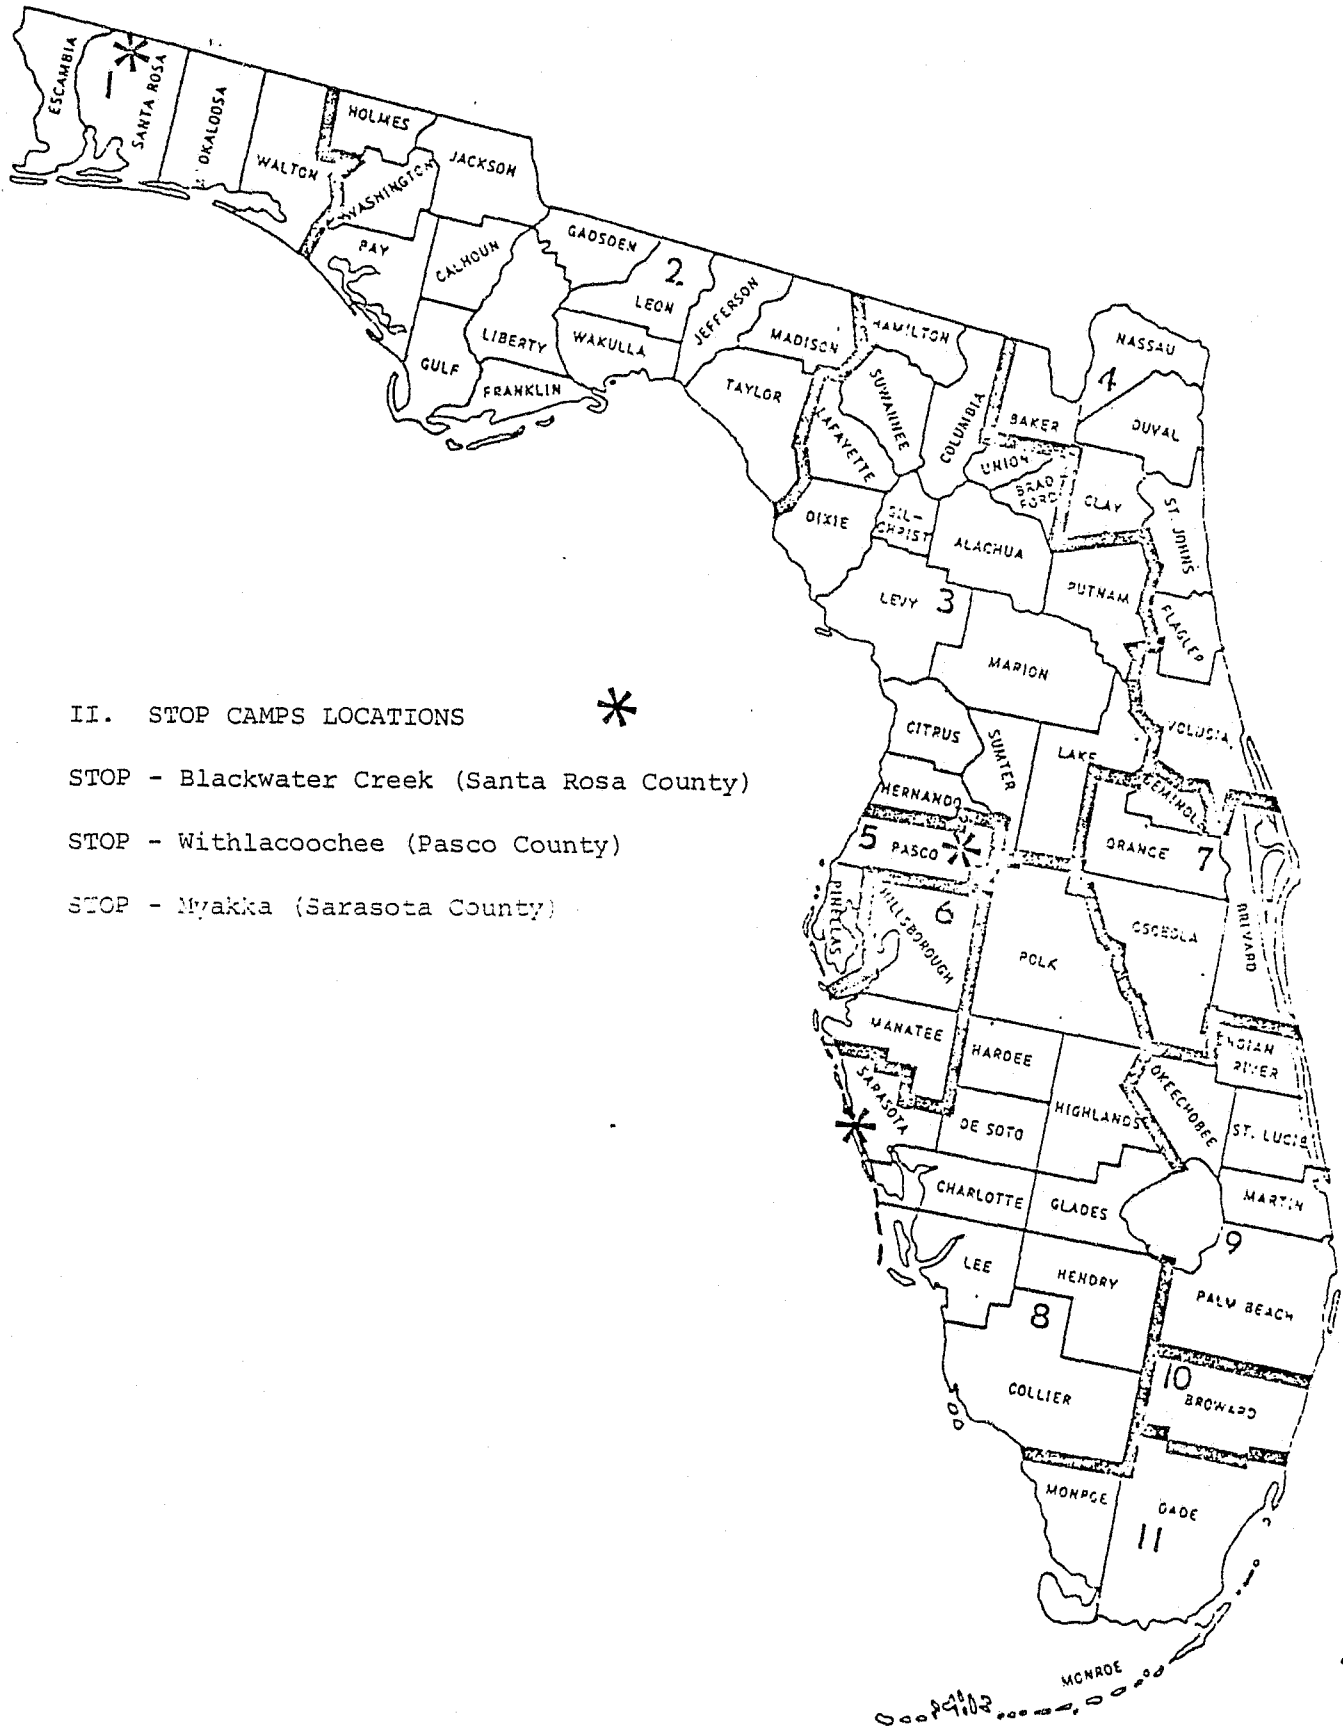 ESCAMBIA
1
*
SANTA ROSA
OKALOOSA
WALTON
HOLMES
WASHINGTON
JACKSON
BAY
CALHOUN
GULF
LIBERTY
FRANKLIN
GADSDEN
2
LEON
WAKULLA
JEFFERSON
MADISON
TAYLOR
HAMILTON
SUWANNEE
LAFAYETTE
COLUMBIA
BAKER
NASSAU
4
DUVAL
UNION
BRAD
FORD
CLAY
ST. JOHNS
DIXIE
GIL-
CHRIST
ALACHUA
PUTNAM
FLAGLER
LEVY
3
MARION
II. STOP CAMPS LOCATIONS *
STOP - Blackwater Creek (Santa Rosa County)
STOP - Withlacoochee (Pasco County)
STOP - Myakka (Sarasota County)
CITRUS
SUMTER
LAKE
VOLUSIA
HERNANDO
SEMINOLE
5
PASCO
*
ORANGE
7
PINELLAS
HILLSBOROUGH
6
POLK
OSCEOLA
BREVARD
MANATEE
HARDEE
INDIAN
RIVER
SARASOTA
*
DE SOTO
HIGHLANDS
OKEECHOBEE
ST. LUCIE
CHARLOTTE
GLADES
MARTIN
9
LEE
HENDRY
PALM BEACH
8
COLLIER
10
BROWARD
MONROE
DADE
11
MONROE